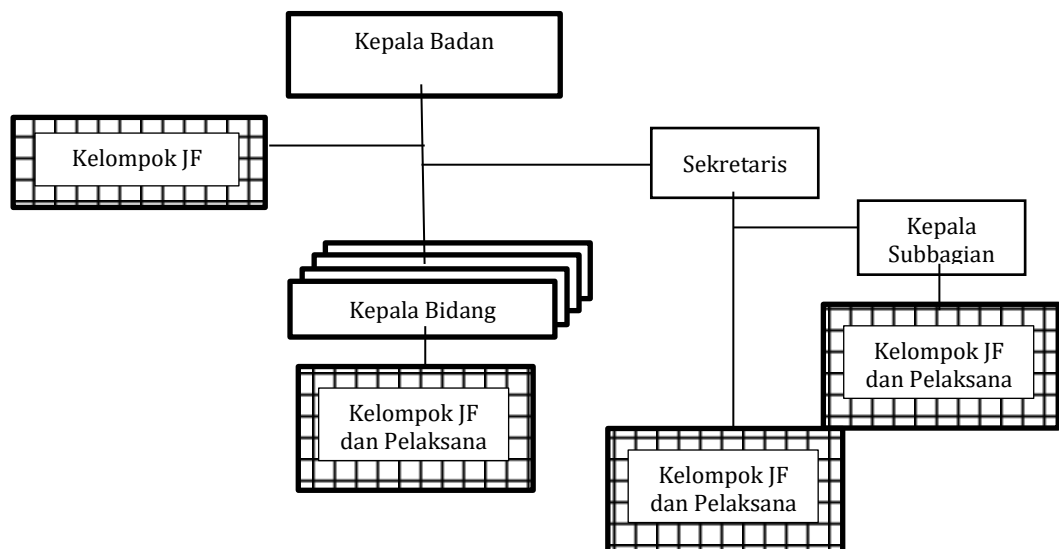 Kepala Badan
Kelompok JF
Sekretaris
Kepala
Subbagian
Kepala Bidang
Kelompok JF
dan Pelaksana
Kelompok JF
dan Pelaksana
Kelompok JF
dan Pelaksana